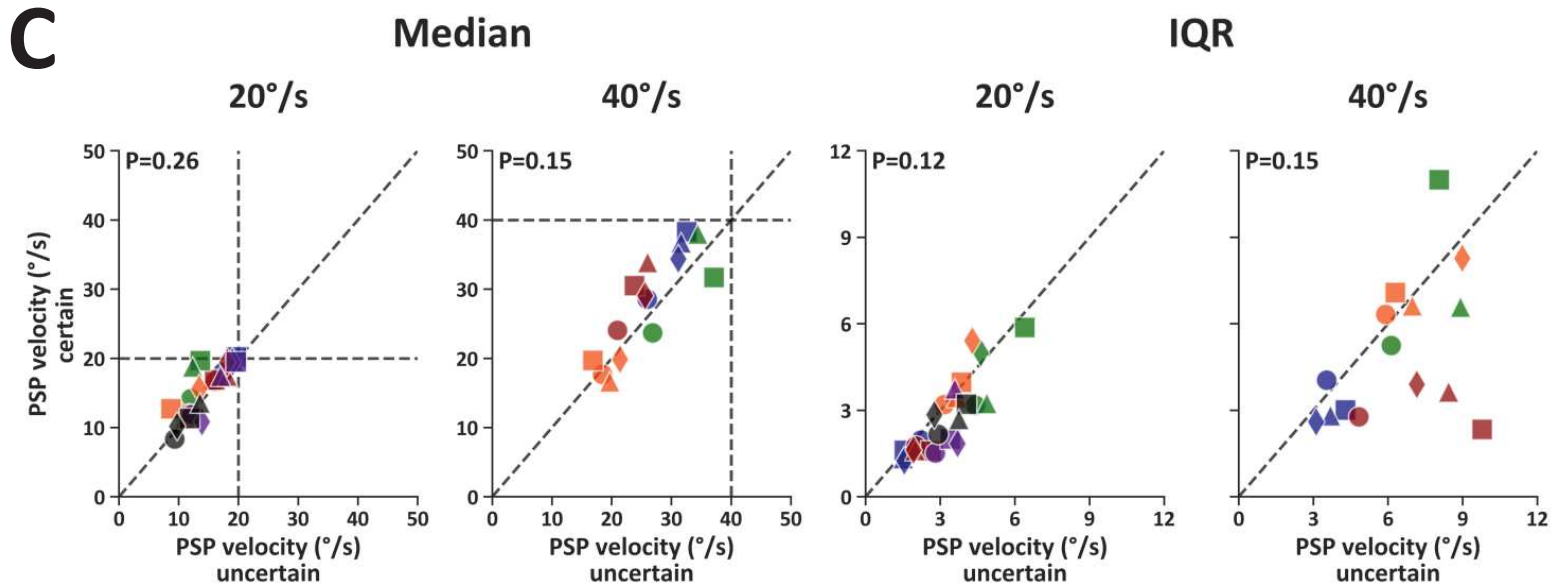 C
Median
IQR
20°/s
40°/s
20°/s
40°/s
P=0.26
P=0.15
P=0.12
P=0.15
PSP velocity (°/s)
certain
50
40
30
20
10
0
50
40
30
20
10
0
12
9
6
3
0
0 10 20 30 40 50
0 10 20 30 40 50
0 3 6 9 12
0 3 6 9 12
PSP velocity (°/s)
uncertain
PSP velocity (°/s)
uncertain
PSP velocity (°/s)
uncertain
PSP velocity (°/s)
uncertain